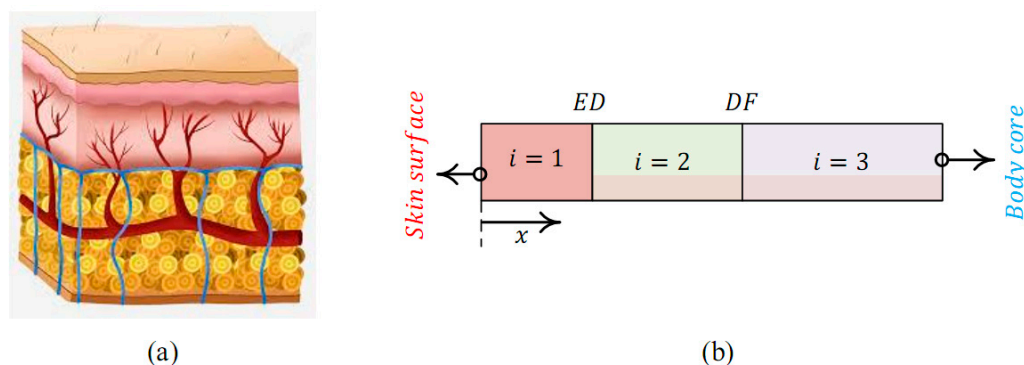 Skin surface
ED
DF
i = 1
i = 2
i = 3
x
Body core
(a)
(b)